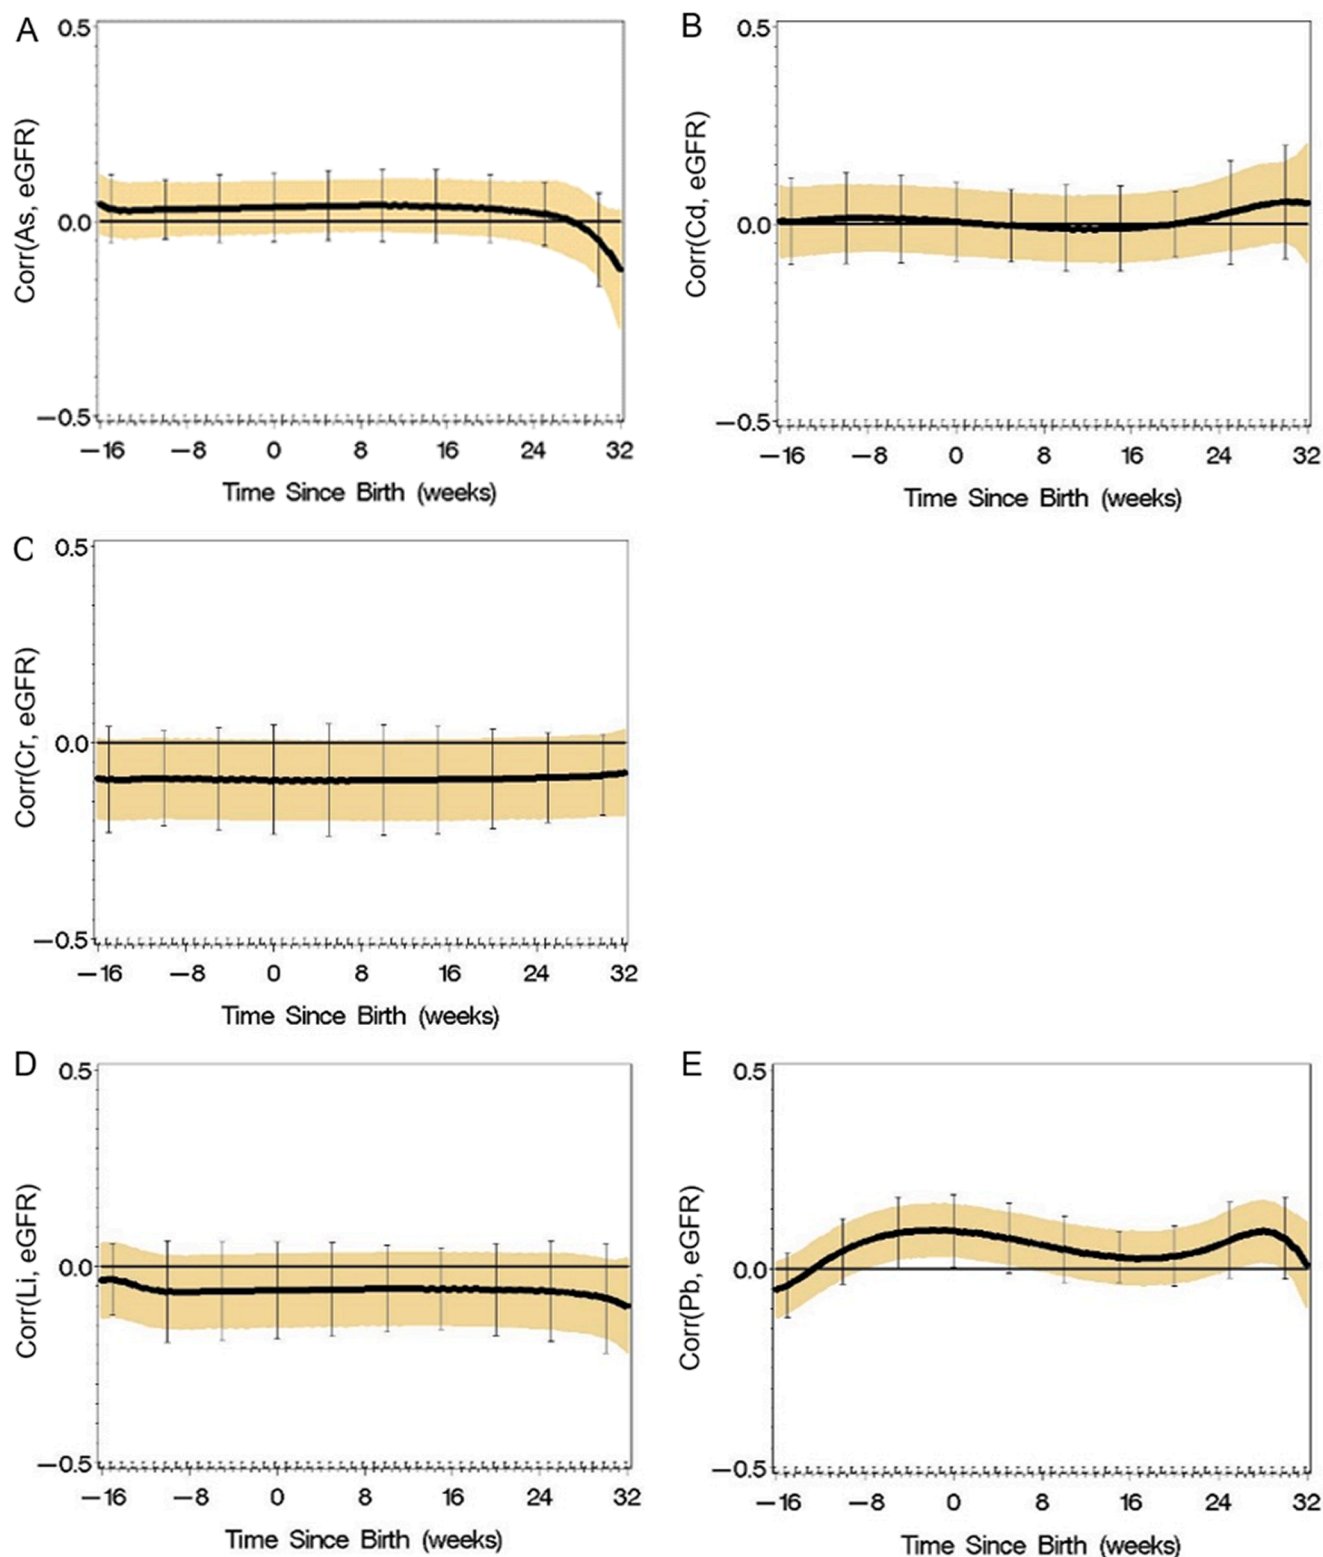 A
0.5
0.0
−0.5
Corr(As, eGFR)
−16 −8 0 8 16 24 32
Time Since Birth (weeks)
B
0.5
0.0
−0.5
Corr(Cd, eGFR)
−16 −8 0 8 16 24 32
Time Since Birth (weeks)
C
0.5
0.0
−0.5
Corr(Cr, eGFR)
−16 −8 0 8 16 24 32
Time Since Birth (weeks)
D
0.5
0.0
−0.5
Corr(Li, eGFR)
−16 −8 0 8 16 24 32
Time Since Birth (weeks)
E
0.5
0.0
−0.5
Corr(Pb, eGFR)
−16 −8 0 8 16 24 32
Time Since Birth (weeks)